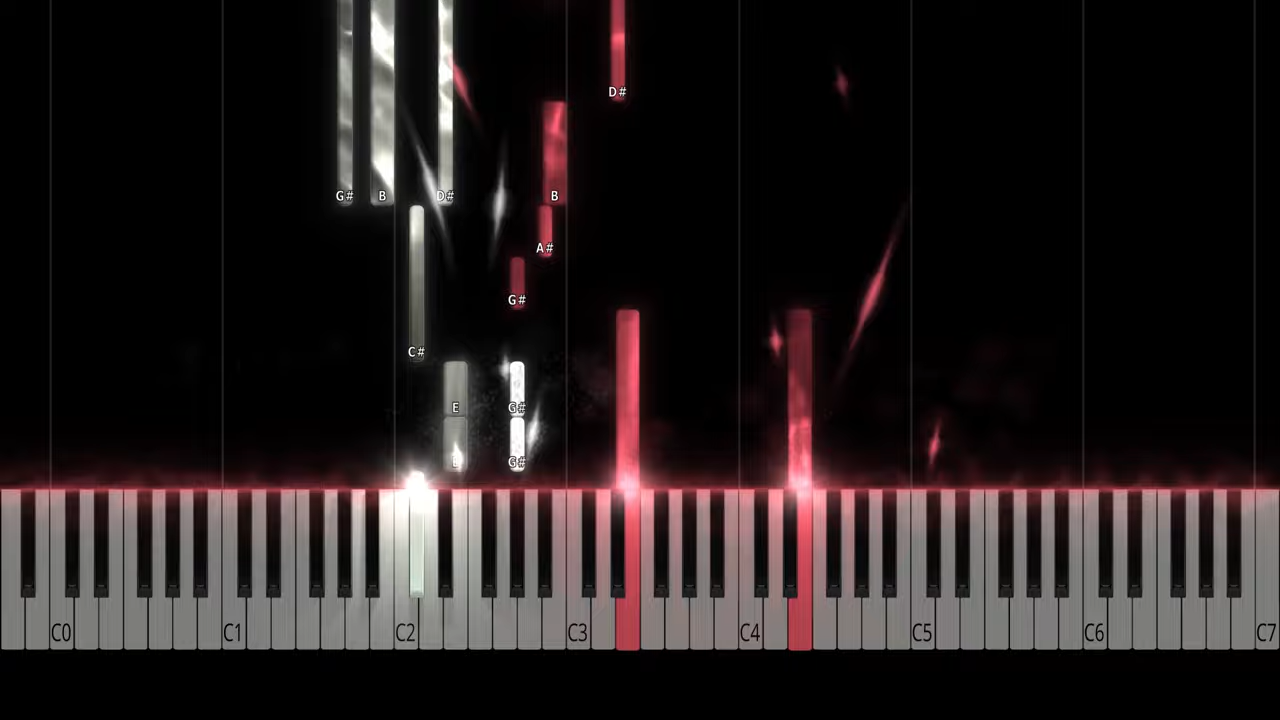 D#
G# B D# B
A#
G#
C#
E G#
G#
C0 C1 C2 C3 C4 C5 C6 C7